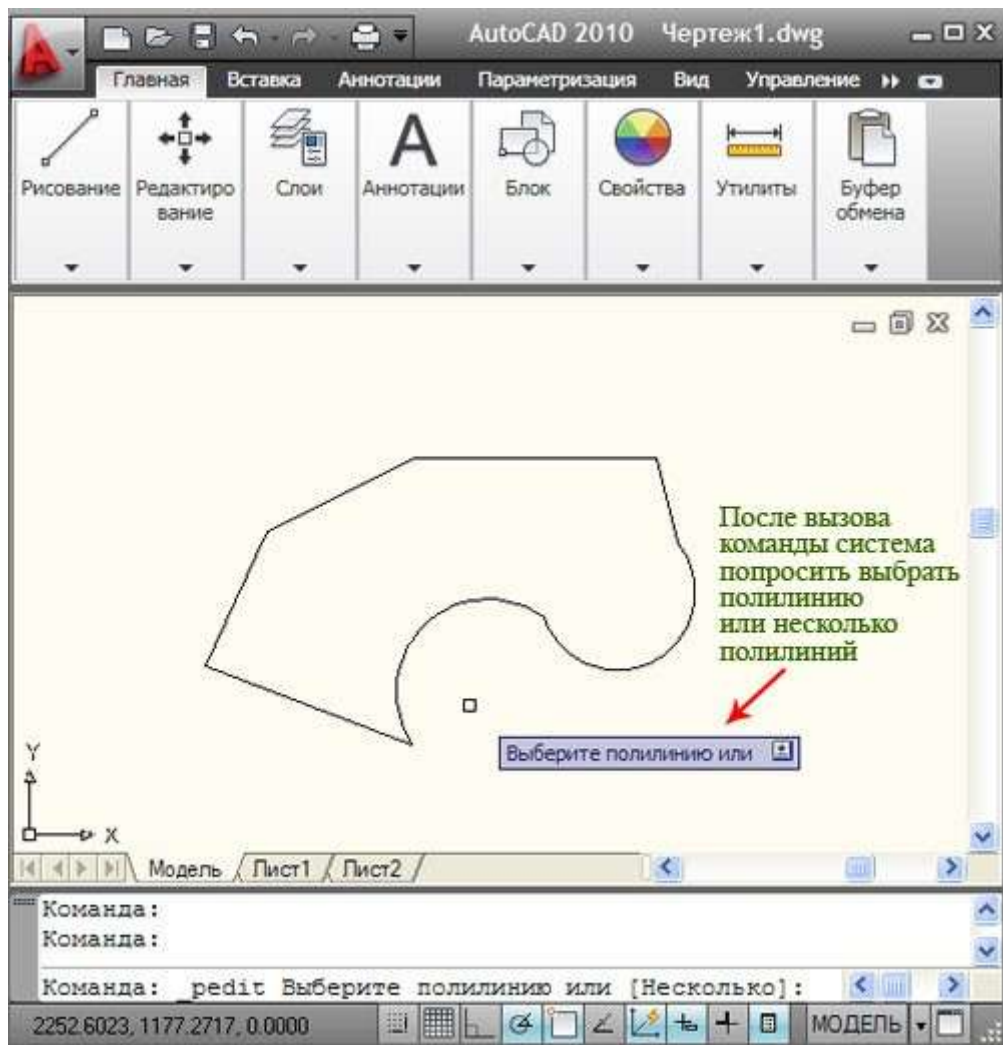 AutoCAD 2010 Чертеж1.dwg
Главная Вставка Аннотации Параметризация Вид Управление
Рисование Редактиро Слои Аннотации Блок Свойства Утилиты Буфер
вание обмена
После вызова
команды система
попросить выбрать
полилинию
или несколько
полилиний
Выберите полилинию или
Y
X
Модель Лист1 Лист2
Команда:
Команда:
Команда: _pedit Выберите полилинию или [Несколько]:
2252.6023, 1177.2717, 0.0000 МОДЕЛЬ